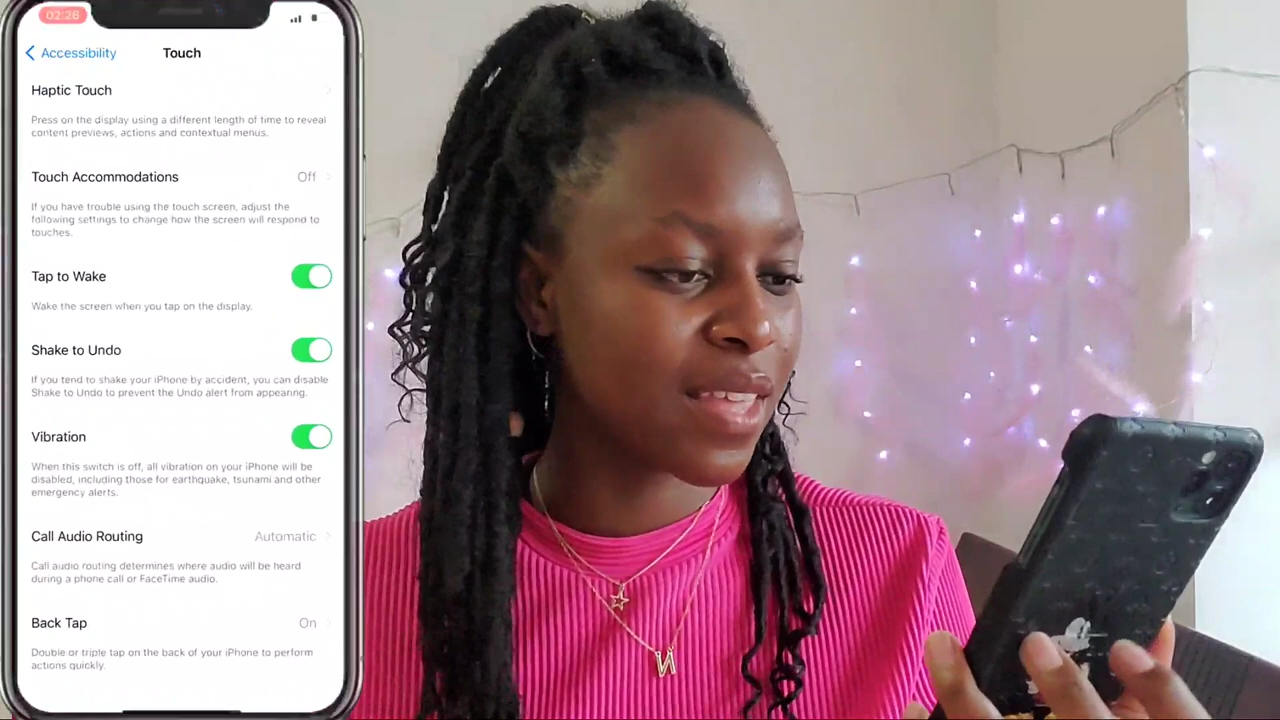 02:26
Accessibility
Touch
Haptic Touch
Press on the display using a different length of time to reveal
content previews, actions and contextual menus.
Touch Accommodations Off
If you have trouble using the touch screen, adjust the
following settings to change how the screen will respond to
touches.
Tap to Wake
Wake the screen when you tap on the display.
Shake to Undo
If you tend to shake your iPhone by accident, you can disable
Shake to Undo to prevent the Undo alert from appearing.
Vibration
When this switch is off, all vibration on your iPhone will be
disabled, including those for earthquake, tsunami and other
emergency alerts.
Call Audio Routing Automatic
Call audio routing determines where audio will be heard
during a phone call or FaceTime audio.
Back Tap On
Double or triple tap on the back of your iPhone to perform
actions quickly.
N